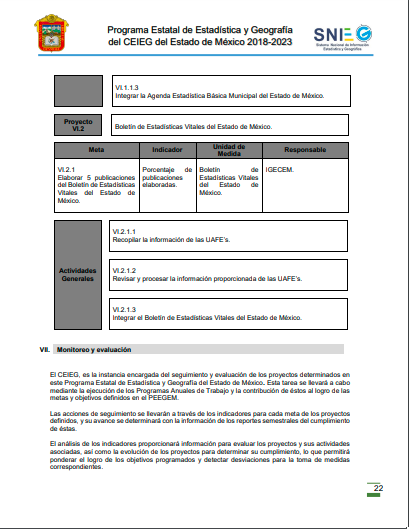 Programa Estatal de Estadística y Geografía
del CEIEG del Estado de México 2018-2023
SNIEG
Sistema Nacional de Información
Estadística y Geográfica
VI.1.1.3
Integrar la Agenda Estadística Básica Municipal del Estado de México.
Proyecto
VI.2
Boletín de Estadísticas Vitales del Estado de México.
Meta
Indicador
Unidad de
Medida
Responsable
VI.2.1
Elaborar 5 publicaciones
del Boletín de Estadísticas
Vitales del Estado de
México.
Porcentaje de
publicaciones
elaboradas.
Boletín de
Estadísticas Vitales
del Estado de
México.
IGECEM.
Actividades
Generales
VI.2.1.1
Recopilar la información de las UAFE's.
VI.2.1.2
Revisar y procesar la información proporcionada de las UAFE's.
VI.2.1.3
Integrar el Boletín de Estadísticas Vitales del Estado de México.
VII. Monitoreo y evaluación
El CEIEG, es la instancia encargada del seguimiento y evaluación de los proyectos determinados en
este Programa Estatal de Estadística y Geografía del Estado de México. Esta tarea se llevará a cabo
mediante la ejecución de los Programas Anuales de Trabajo y la contribución de éstos al logro de las
metas y objetivos definidos en el PEEGEM.
Las acciones de seguimiento se llevarán a través de los indicadores para cada meta de los proyectos
definidos, y su avance se determinará con la información de los reportes semestrales del cumplimiento
de éstas.
El análisis de los indicadores proporcionará información para evaluar los proyectos y sus actividades
asociadas, así como la evolución de los proyectos para determinar su cumplimiento, lo que permitirá
ponderar el logro de los objetivos programados y detectar desviaciones para la toma de medidas
correspondientes.
22